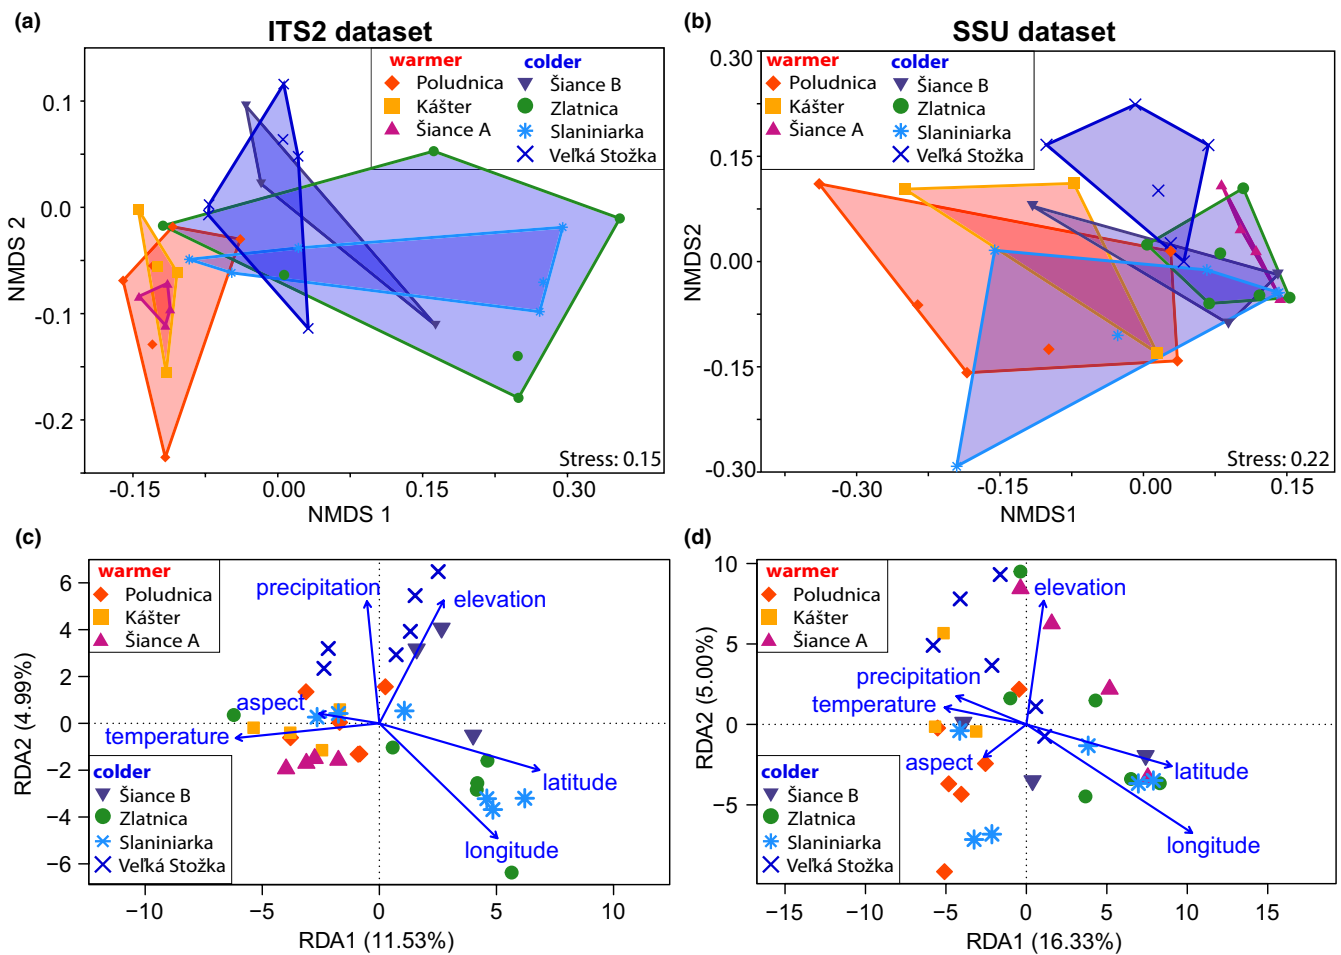 (a)
ITS2 dataset
warmer
Poludnica
Kášter
Šiance A
colder
Šiance B
Zlatnica
Slaniniarka
Veľká Stožka
0.1
0.0
-0.1
-0.2
NMDS 2
Stress: 0.15
-0.15
0.00
0.15
0.30
NMDS 1
(b)
SSU dataset
warmer
Poludnica
Kášter
Šiance A
colder
Šiance B
Zlatnica
Slaniniarka
Veľká Stožka
0.30
0.15
0.00
-0.15
-0.30
NMDS2
Stress: 0.22
-0.30
-0.15
0.00
0.15
NMDS1
(c)
warmer
Poludnica
Kášter
Šiance A
precipitation
elevation
aspect
temperature
latitude
longitude
colder
Šiance B
Zlatnica
Slaniniarka
Veľká Stožka
6
4
2
0
−2
−4
−6
RDA2 (4.99%)
−10
−5
0
5
10
RDA1 (11.53%)
(d)
warmer
Poludnica
Kášter
Šiance A
elevation
precipitation
temperature
aspect
latitude
longitude
colder
Šiance B
Zlatnica
Slaniniarka
Veľká Stožka
10
5
0
−5
RDA2 (5.00%)
−15
−10
−5
0
5
10
15
RDA1 (16.33%)